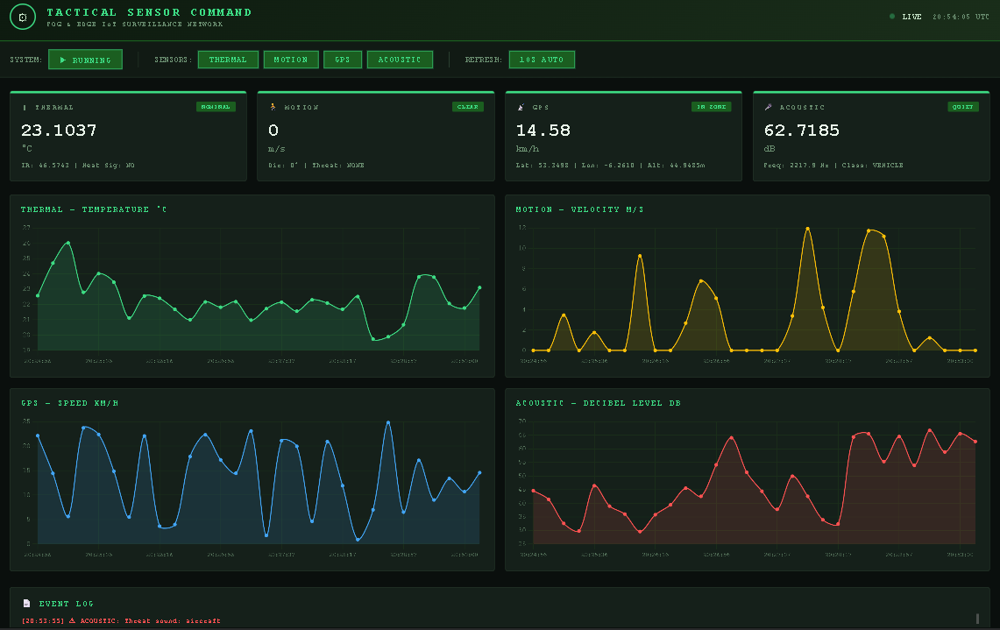 TACTICAL SENSOR COMMAND
FOG & EDGE IoT SURVEILLANCE NETWORK
LIVE 20:54:05 UTC
SYSTEM: ▶ RUNNING SENSORS: THERMAL MOTION GPS ACOUSTIC REFRESH: 10S AUTO
THERMAL NOMINAL
23.1037
°C
IR: 46.5743 | Heat Sig: NO
MOTION CLEAR
0
m/s
Dir: 0° | Threat: NONE
GPS IN ZONE
14.58
km/h
Lat: 53.3498 | Lon: -6.2610 | Alt: 44.9485m
ACOUSTIC QUIET
62.7185
dB
Freq: 2217.9 Hz | Class: VEHICLE
THERMAL — TEMPERATURE °C
27
26
25
24
23
22
21
20
19
MOTION — VELOCITY M/S
12
10
8
6
4
2
0
GPS — SPEED KM/H
25
20
15
10
5
0
ACOUSTIC — DECIBEL LEVEL DB
70
65
60
55
50
45
40
35
30
25
EVENT LOG
[20:53:55] ⚠ ACOUSTIC: Threat sound: aircraft